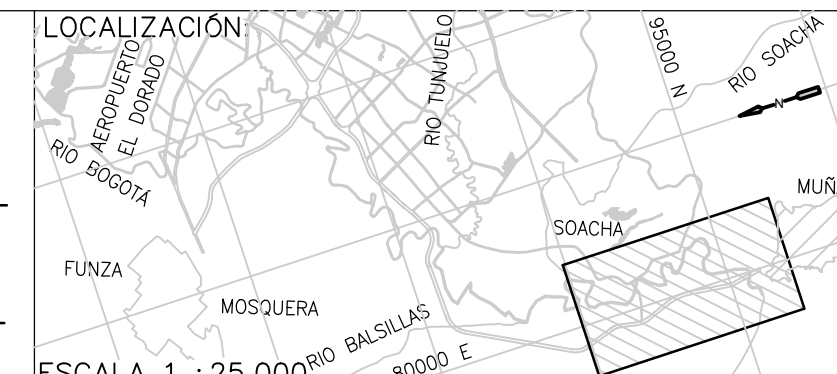 LOCALIZACIÓN:
AEROPUERTO
EL DORADO
RIO BOGOTÁ
RIO TUNJUELO
95000 N
RIO SOACHA
N
SOACHA
FUNZA
MOSQUERA
RIO BALSILLAS
80000 E
ESCALA 1 : 25.000